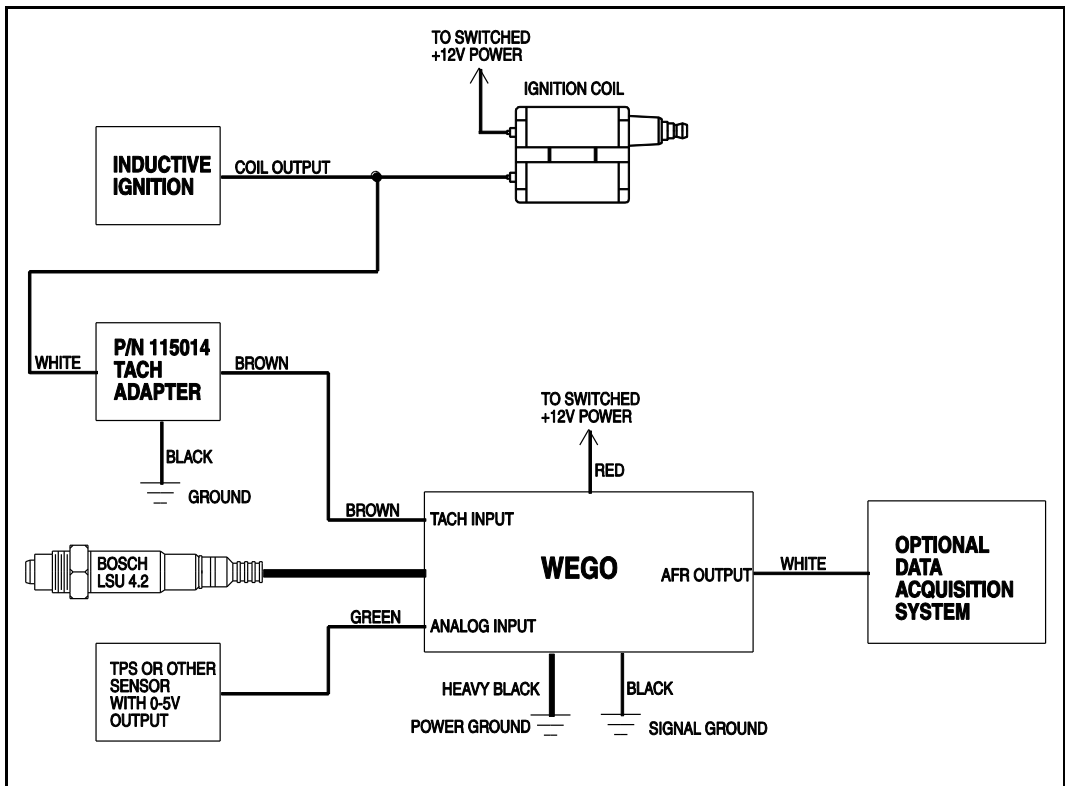 TO SWITCHED
+12V POWER
IGNITION COIL
INDUCTIVE
IGNITION
COIL OUTPUT
P/N 115014
TACH
ADAPTER
WHITE
BROWN
BLACK
GROUND
TO SWITCHED
+12V POWER
RED
BROWN
TACH INPUT
WEGO
AFR OUTPUT
WHITE
OPTIONAL
DATA
ACQUISITION
SYSTEM
BOSCH
LSU 4.2
GREEN
ANALOG INPUT
TPS OR OTHER
SENSOR
WITH 0-5V
OUTPUT
HEAVY BLACK
POWER GROUND
BLACK
SIGNAL GROUND